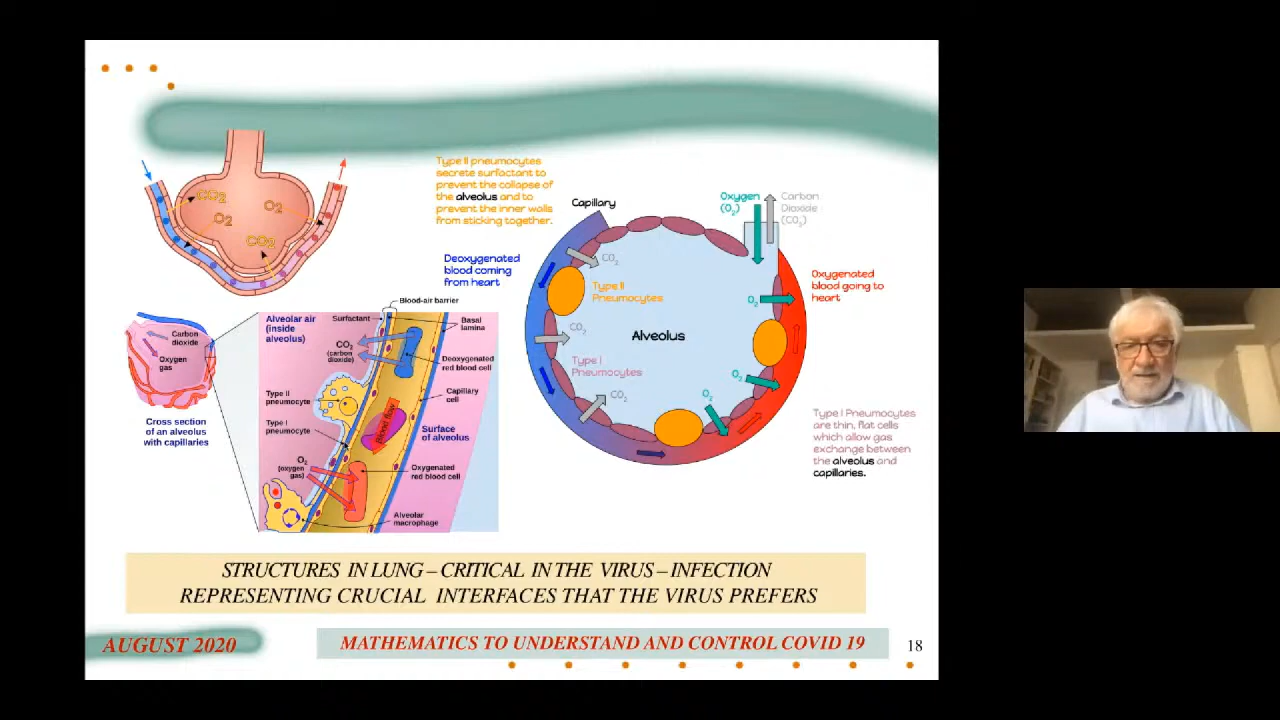 CO2
O2
O2
CO2
Type II pneumocytes
secrete surfactant to
prevent the collapse of
the alveolus and to
prevent the inner walls
from sticking together.
Capillary
Oxygen
(O2)
Carbon
Dioxide
(CO2)
Deoxygenated
blood coming
from heart
CO2
Type II
Pneumocytes
CO2
Alveolus
Type I
Pneumocytes
CO2
O2
O2
O2
Oxygenated
blood going to
heart
Type I Pneumocytes
are thin, flat cells
which allow gas
exchange between
the alveolus and
capillaries.
Carbon
dioxide
Oxygen
gas
Cross section
of an alveolus
with capillaries
Blood-air barrier
Alveolar air
(inside
alveolus)
Surfactant
Basal
lamina
CO2
(carbon
dioxide)
Deoxygenated
red blood cell
Type II
pneumocyte
Capillary
cell
Type I
pneumocyte
Blood flow
Surface
of alveolus
O2
(oxygen
gas)
Oxygenated
red blood cell
Alveolar
macrophage
STRUCTURES IN LUNG – CRITICAL IN THE VIRUS – INFECTION
REPRESENTING CRUCIAL INTERFACES THAT THE VIRUS PREFERS
AUGUST 2020
MATHEMATICS TO UNDERSTAND AND CONTROL COVID 19
18